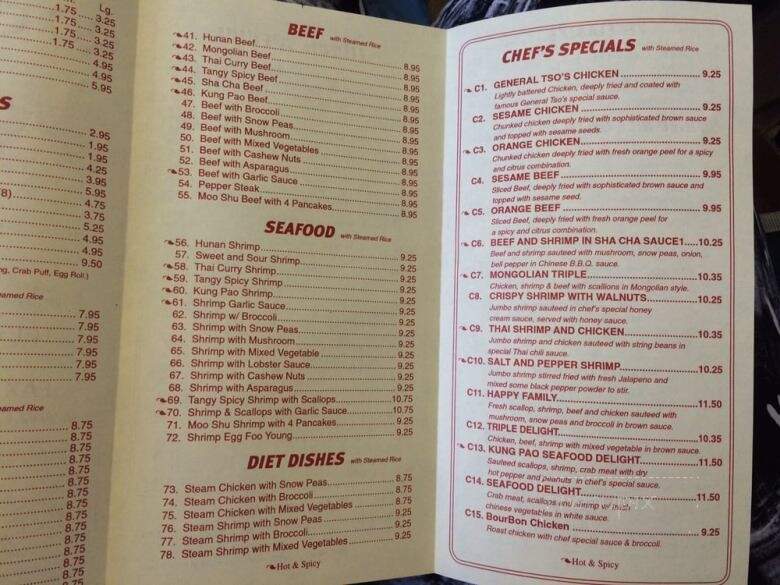 Lg.
1.75 3.25
1.75 3.25
1.75 3.25
4.95
4.95
5.95
S
2.95
1.95
1.95
4.25
3.95
5.95
8) 4.75
3.75
5.25
4.95
4.95
9.50
ng, Crab Puff, Egg Roll.)
Steamed Rice
7.95
7.95
7.95
7.95
7.95
7.95
Steamed Rice
8.75
8.75
8.75
8.75
8.75
8.75
8.75
8.75
8.75
8.75
8.75
8.75
8.75
BEEF with Steamed Rice
41. Hunan Beef 8.95
42. Mongolian Beef 8.95
43. Thai Curry Beef 8.95
44. Tangy Spicy Beef 8.95
45. Sha Cha Beef 8.95
46. Kung Pao Beef 8.95
47. Beef with Broccoli 8.95
48. Beef with Snow Peas 8.95
49. Beef with Mushroom 8.95
50. Beef with Mixed Vegetables 8.95
51. Beef with Cashew Nuts 8.95
52. Beef with Asparagus 8.95
53. Beef with Garlic Sauce 8.95
54. Pepper Steak 8.95
55. Moo Shu Beef with 4 Pancakes 8.95
SEAFOOD with Steamed Rice
56. Hunan Shrimp 9.25
57. Sweet and Sour Shrimp 9.25
58. Thai Curry Shrimp 9.25
59. Tangy Spicy Shrimp 9.25
60. Kung Pao Shrimp 9.25
61. Shrimp Garlic Sauce 9.25
62. Shrimp w/ Broccoli 9.25
63. Shrimp with Snow Peas 9.25
64. Shrimp with Mushroom 9.25
65. Shrimp with Mixed Vegetable 9.25
66. Shrimp with Lobster Sauce 9.25
67. Shrimp with Cashew Nuts 9.25
68. Shrimp with Asparagus 9.25
69. Tangy Spicy Shrimp with Scallops 10.75
70. Shrimp & Scallops with Garlic Sauce 10.75
71. Moo Shu Shrimp with 4 Pancakes 9.25
72. Shrimp Egg Foo Young 9.25
DIET DISHES with Steamed Rice
73. Steam Chicken with Snow Peas 8.75
74. Steam Chicken with Broccoli 8.75
75. Steam Chicken with Mixed Vegetables 8.75
76. Steam Shrimp with Snow Peas 9.25
77. Steam Shrimp with Broccoli 9.25
78. Steam Shrimp with Mixed Vegetables 9.25
Hot & Spicy
CHEF'S SPECIALS with Steamed Rice
C1. GENERAL TSO'S CHICKEN 9.25
Lightly battered Chicken, deeply fried and coated with
famous General Tso's special sauce.
C2. SESAME CHICKEN 9.25
Chunked chicken deeply fried with sophisticated brown sauce
and topped with sesame seeds.
C3. ORANGE CHICKEN 9.25
Chunked chicken deeply fried with fresh orange peel for a spicy
and citrus combination.
C4. SESAME BEEF 9.95
Sliced Beef, deeply fried with sophisticated brown sauce and
topped with sesame seed.
C5. ORANGE BEEF 9.95
Sliced Beef, deeply fried with fresh orange peel for
a spicy and citrus combination.
C6 BEEF AND SHRIMP IN SHA CHA SAUCE1 10.25
Beef and shrimp sauteed with mushroom, snow peas, onion,
bell pepper in Chinese B.B.Q. sauce.
C7. MONGOLIAN TRIPLE 10.35
Chicken, shrimp & beef with scallions in Mongolian style.
C8. CRISPY SHRIMP WITH WALNUTS 10.25
Jumbo shrimp sauteed in chef's special honey
cream sauce, served with honey sauce.
C9. THAI SHRIMP AND CHICKEN 10.35
Jumbo shrimp and chicken sauteed with string beans in
special Thai chili sauce.
C10. SALT AND PEPPER SHRIMP 10.25
Jumbo shrimp stirred fried with fresh Jalapeno and
mixed some black pepper powder to stir.
C11. HAPPY FAMILY 11.50
Fresh scallop, shrimp, beef and chicken sauteed with
mushroom, snow peas and broccoli in brown sauce.
C12. TRIPLE DELIGHT 10.35
Chicken, beef, shrimp with mixed vegetable in brown sauce.
C13. KUNG PAO SEAFOOD DELIGHT 11.50
Sauteed scallops, shrimp, crab meat with dry
hot pepper and peanuts in chef's special sauce.
C14. SEAFOOD DELIGHT 11.50
Crab meat, scallops and shrimp w/
chinese vegetables in white sauce.
C15. BourBon Chicken 9.25
Roast chicken with chef special sauce & broccoli.
Hot & Spicy